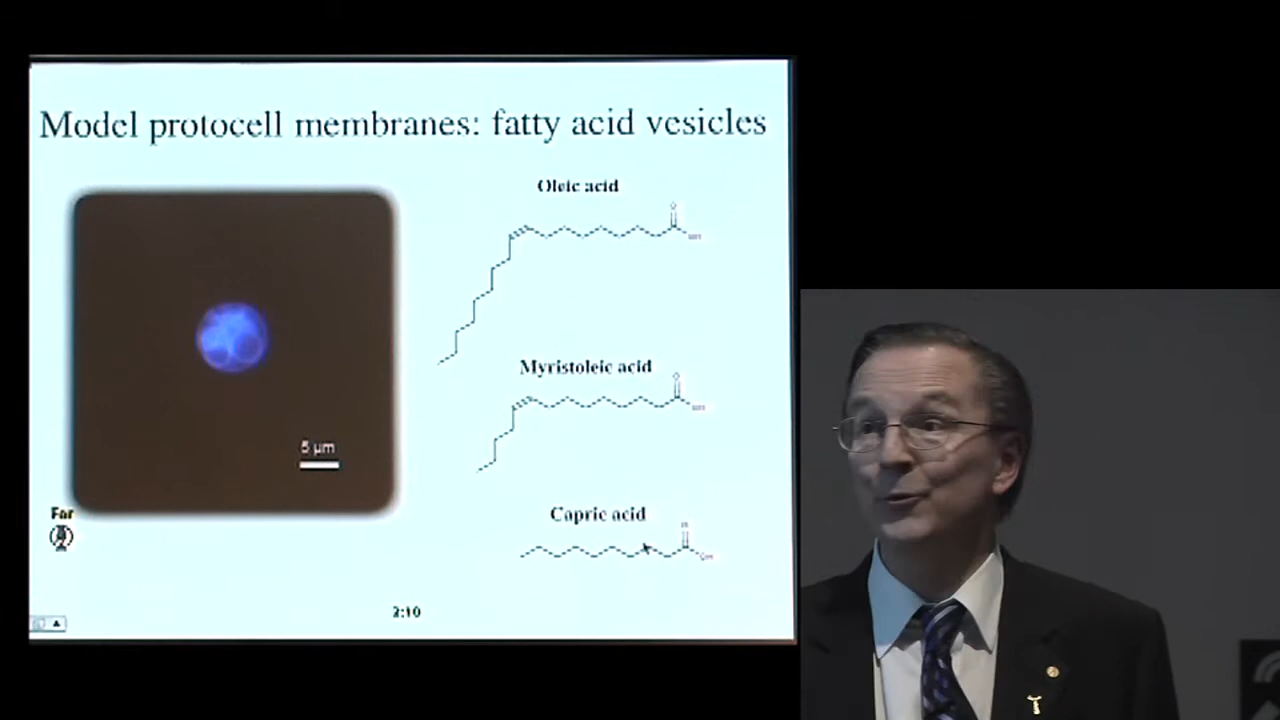 Model protocell membranes: fatty acid vesicles
Oleic acid
Myristoleic acid
5 µm
Capric acid
2:10